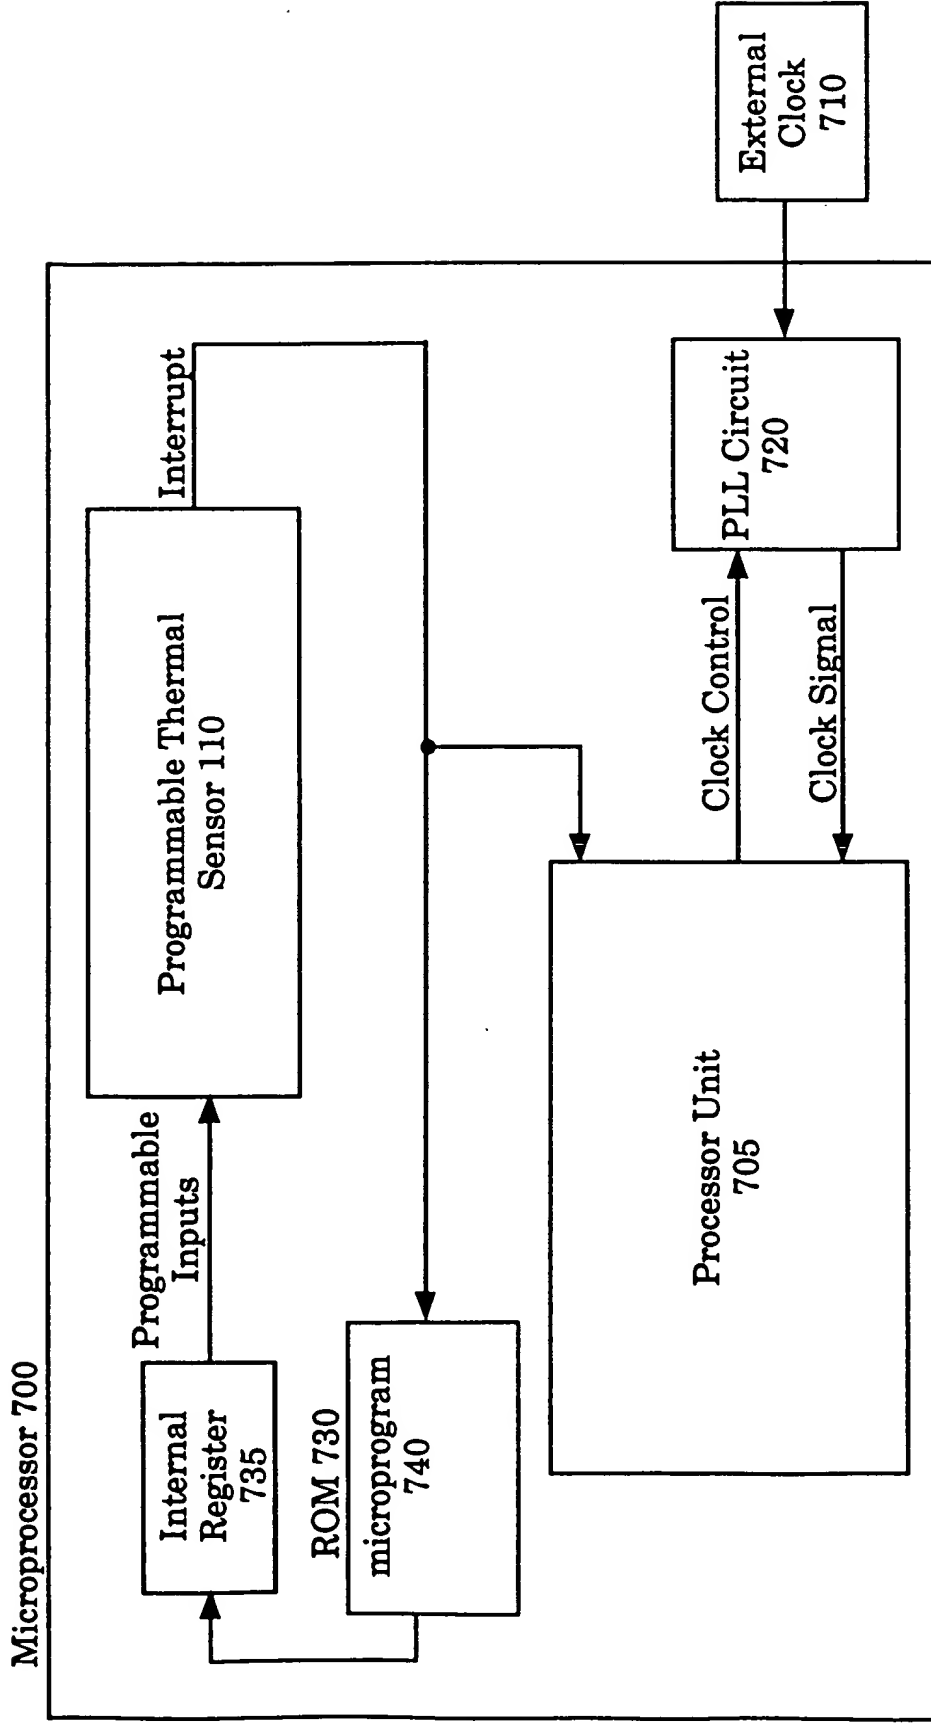 Microprocessor 700
Internal
Register
735
Programmable
Inputs
Programmable Thermal
Sensor 110
Interrupt
ROM 730
microprogram
740
Processor Unit
705
Clock Control
Clock Signal
PLL Circuit
720
External
Clock
710